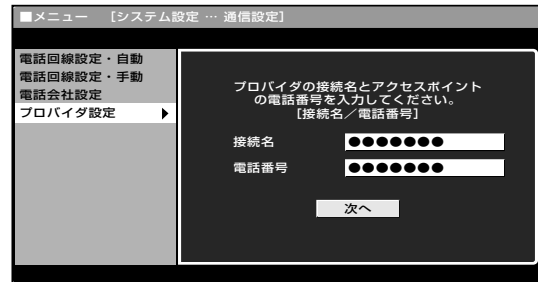 ■メニュー [システム設定 … 通信設定]
電話回線設定・自動
電話回線設定・手動
電話会社設定
プロバイダ設定 ▶
プロバイダの接続名とアクセスポイント
の電話番号を入力してください。
[接続名／電話番号]
接続名 ●●●●●●●
電話番号 ●●●●●●●
次へ